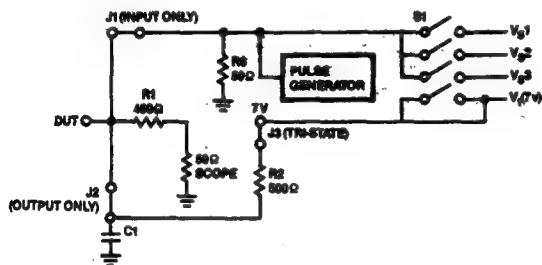 J1 (INPUT ONLY)
S1
VS1
R6
50Ω
PULSE
GENERATOR
VS2
VS3
R1
450Ω
7V
V1(7v)
DUT
J3 (TRI-STATE)
50Ω
SCOPE
R2
500Ω
J2
(OUTPUT ONLY)
C1